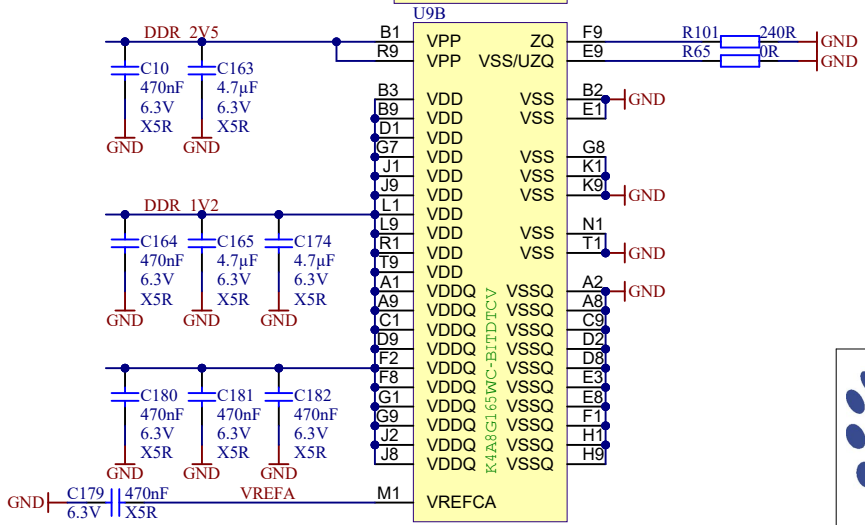 U9B
DDR_2V5
B1 VPP ZQ F9 R101 240R GND
R9 VPP VSS/UZQ E9 R65 0R GND
C10 C163
470nF 4.7µF
6.3V 6.3V
X5R X5R
GND GND
B3 VDD VSS B2 GND
B9 VDD VSS E1
D1 VDD
G7 VDD VSS G8
J1 VDD VSS K1
J9 VDD VSS K9 GND
DDR_1V2
L1 VDD
L9 VDD VSS N1
R1 VDD VSS T1 GND
T9 VDD
C164 C165 C174
470nF 4.7µF 4.7µF
6.3V 6.3V 6.3V
X5R X5R X5R
GND GND GND
A1 VDDQ VSSQ A2 GND
A9 VDDQ VSSQ A8
C1 VDDQ VSSQ C9
D9 VDDQ VSSQ D2
F2 VDDQ VSSQ D8
F8 VDDQ VSSQ E3
G1 VDDQ VSSQ E8
G9 VDDQ VSSQ F1
J2 VDDQ VSSQ H1
J8 VDDQ VSSQ H9
K4A8G165WC-BITDTCV
C180 C181 C182
470nF 470nF 470nF
6.3V 6.3V 6.3V
X5R X5R X5R
GND GND GND
GND C179 470nF VREFA M1 VREFCA
6.3V X5R